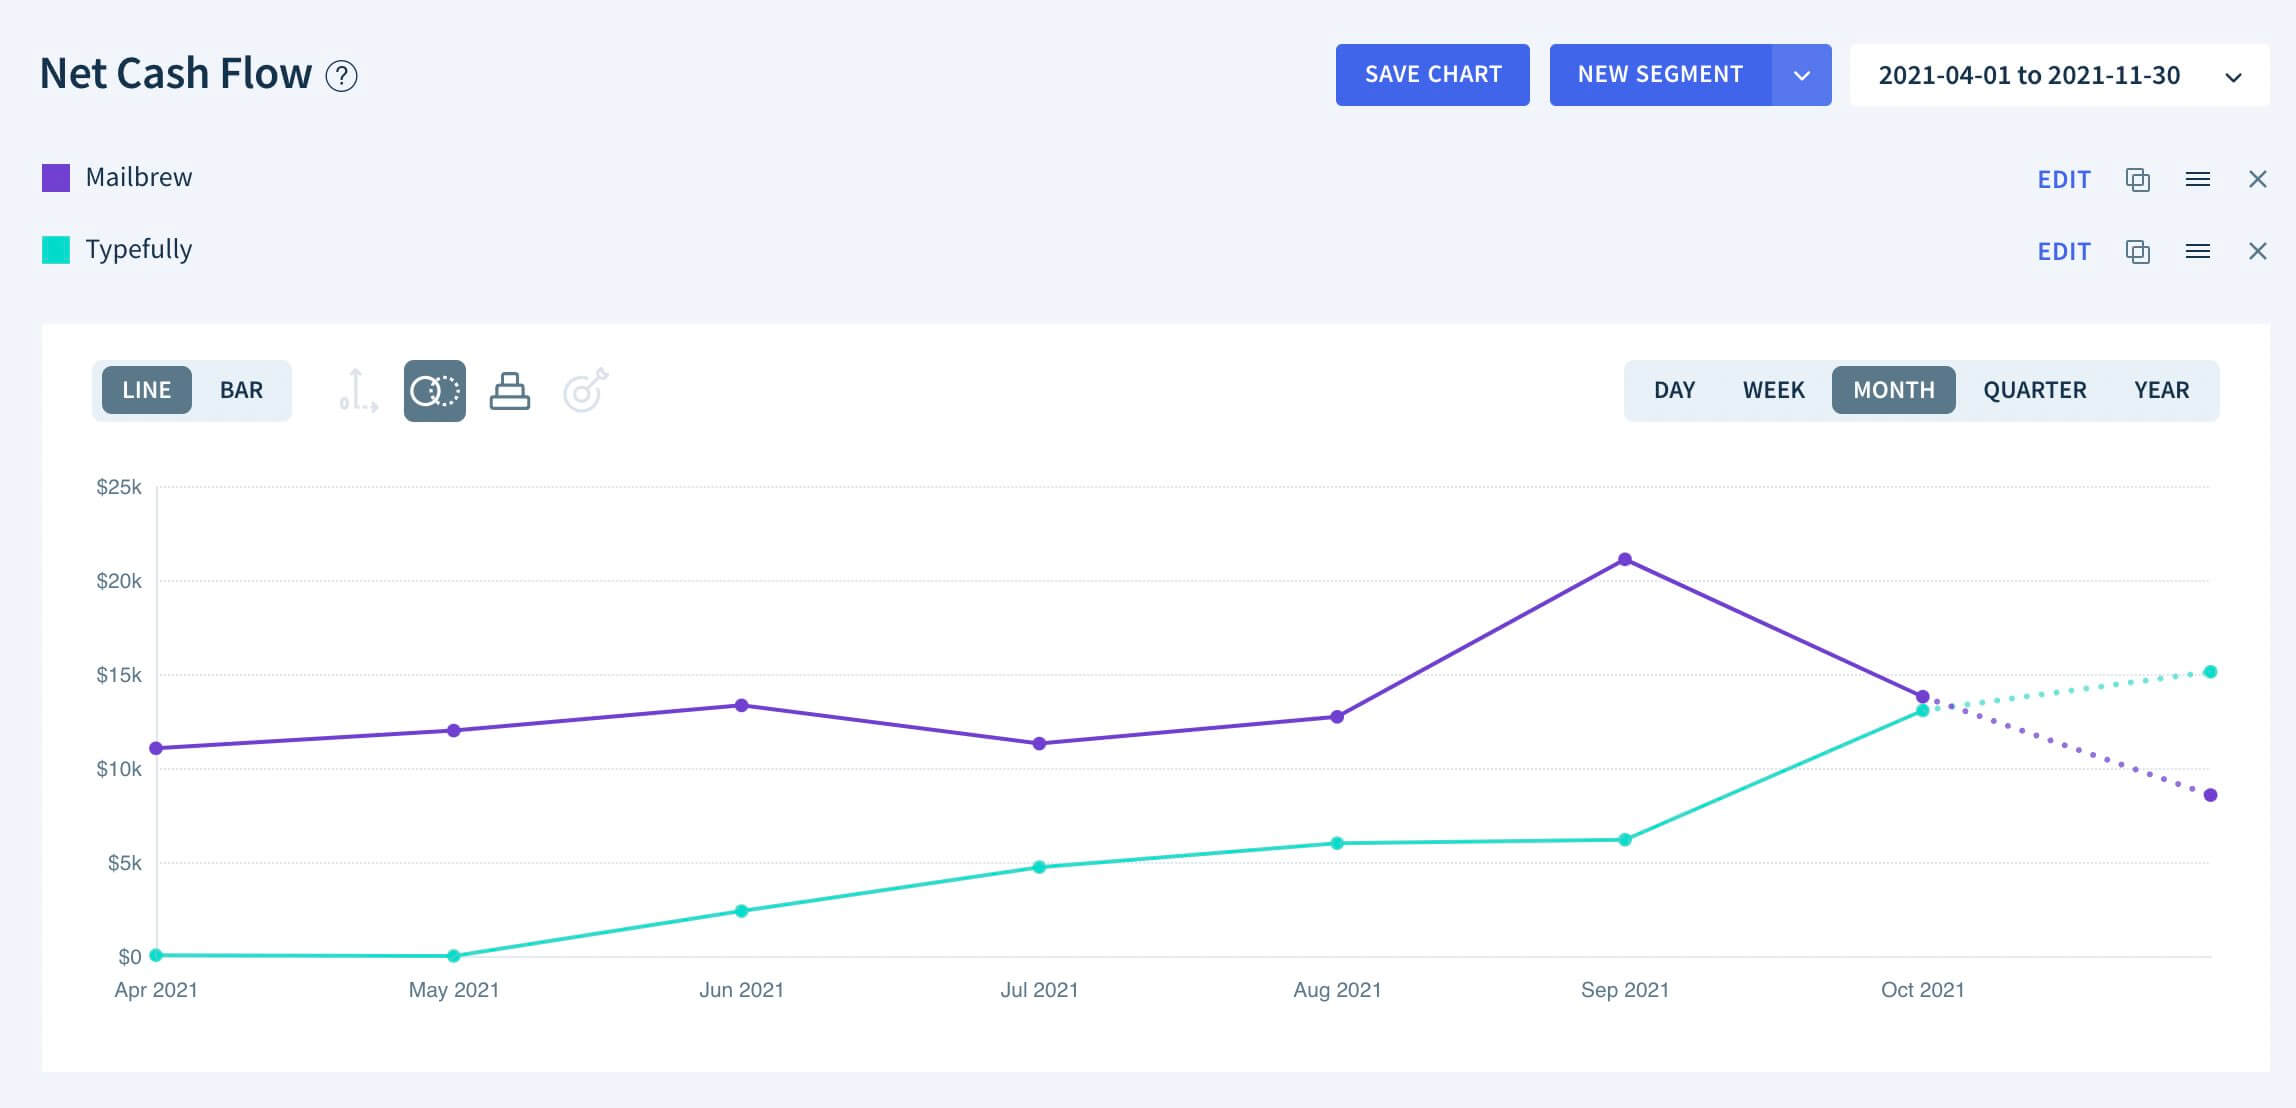 Net Cash Flow ?
SAVE CHART
NEW SEGMENT
2021-04-01 to 2021-11-30
Mailbrew
EDIT
Typefully
EDIT
LINE BAR
0
DAY WEEK MONTH QUARTER YEAR
$25k
$20k
$15k
$10k
$5k
$0
Apr 2021 May 2021 Jun 2021 Jul 2021 Aug 2021 Sep 2021 Oct 2021